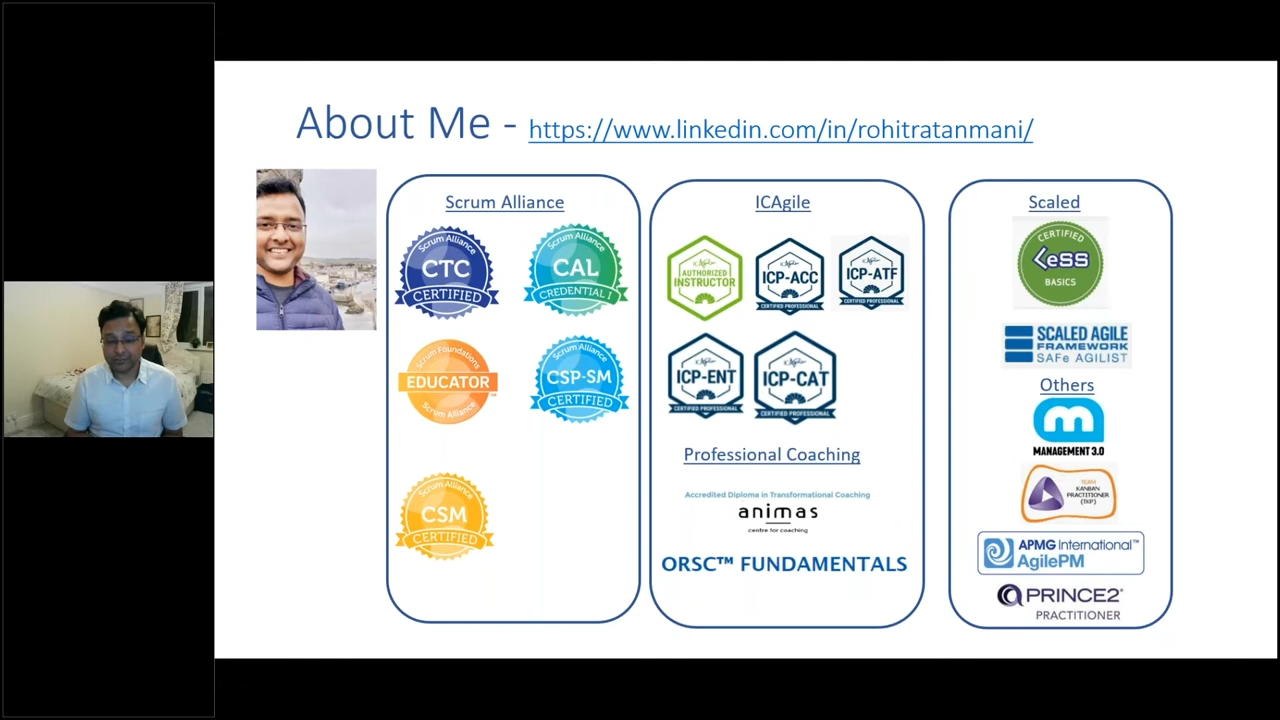 About Me - https://www.linkedin.com/in/rohitratanmani/
Scrum Alliance
Scrum Alliance
CTC
CERTIFIED
Scrum Alliance
CAL
CREDENTIAL I
Scrum Foundations
EDUCATOR
Scrum Alliance
Scrum Alliance
CSP-SM
CERTIFIED
Scrum Alliance
CSM
CERTIFIED
ICAgile
AUTHORIZED
INSTRUCTOR
ICP-ACC
CERTIFIED PROFESSIONAL
ICP-ATF
CERTIFIED PROFESSIONAL
ICP-ENT
CERTIFIED PROFESSIONAL
ICP-CAT
CERTIFIED PROFESSIONAL
Professional Coaching
Accredited Diploma in Transformational Coaching
animas
centre for coaching
ORSC™ FUNDAMENTALS
Scaled
CERTIFIED
LeSS
BASICS
SCALED AGILE
FRAMEWORK
SAFe AGILIST
Others
m
MANAGEMENT 3.0
TEAM
KANBAN
PRACTITIONER
(TKP)
APMG International™
AgilePM
PRINCE2®
PRACTITIONER